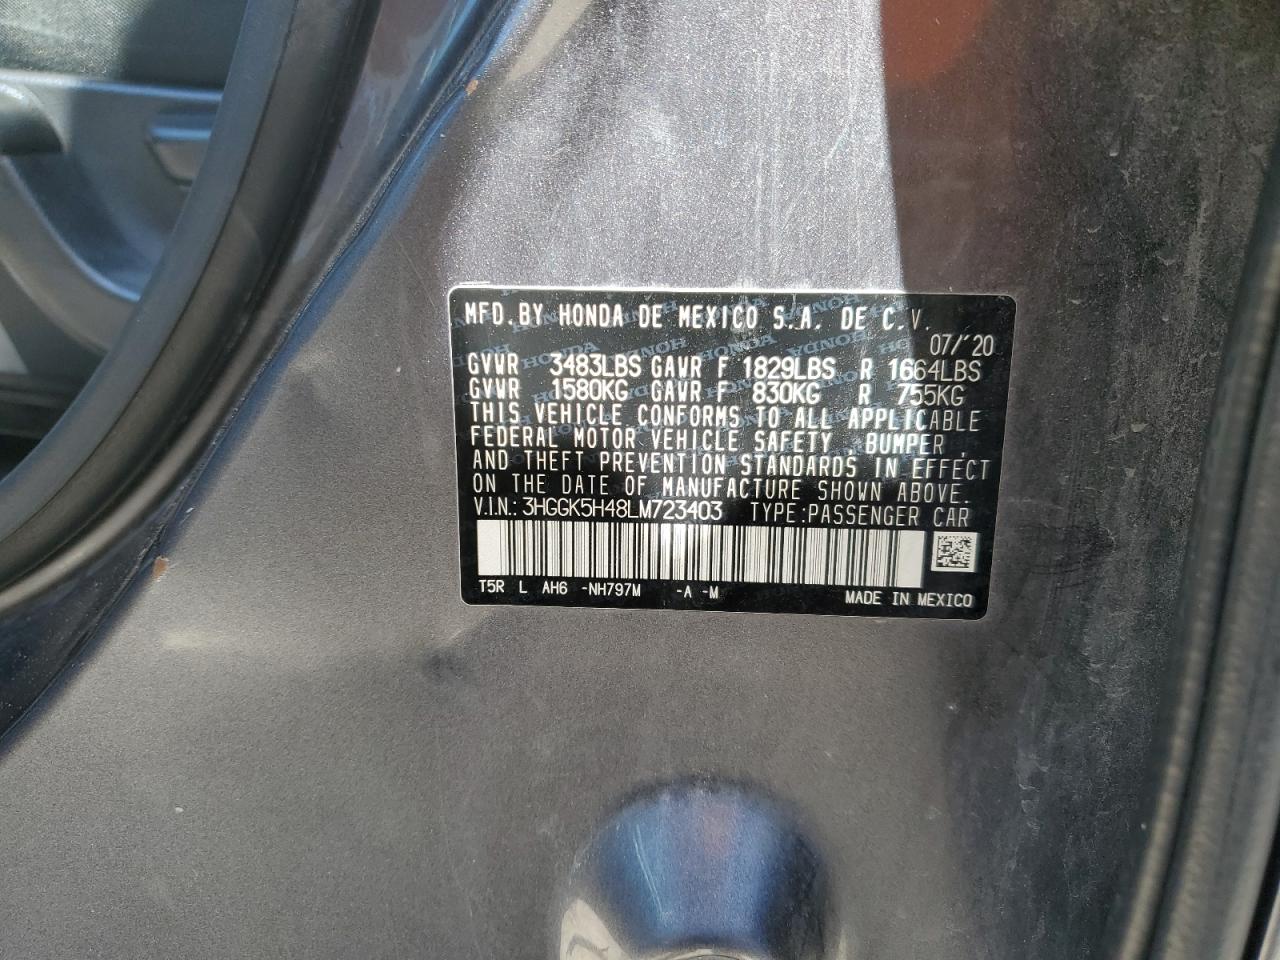 MFD.BY HONDA DE MEXICO S.A. DE C.V.
07/'20
GVWR 3483LBS GAWR F 1829LBS R 1664LBS
GVWR 1580KG GAWR F 830KG R 755KG
THIS VEHICLE CONFORMS TO ALL APPLICABLE
FEDERAL MOTOR VEHICLE SAFETY , BUMPER ,
AND THEFT PREVENTION STANDARDS IN EFFECT
ON THE DATE OF MANUFACTURE SHOWN ABOVE.
V.I.N.: 3HGGK5H48LM723403 TYPE:PASSENGER CAR
T5R L AH6 -NH797M -A -M
MADE IN MEXICO